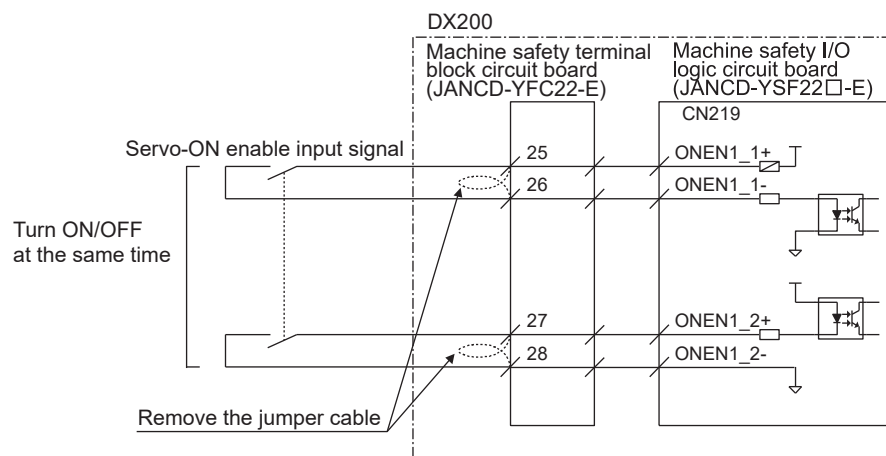 DX200
Machine safety terminal
block circuit board
(JANCD-YFC22-E)
Machine safety I/O
logic circuit board
(JANCD-YSF22□-E)
CN219
Servo-ON enable input signal
25
ONEN1_1+
26
ONEN1_1-
Turn ON/OFF
at the same time
27
ONEN1_2+
28
ONEN1_2-
Remove the jumper cable